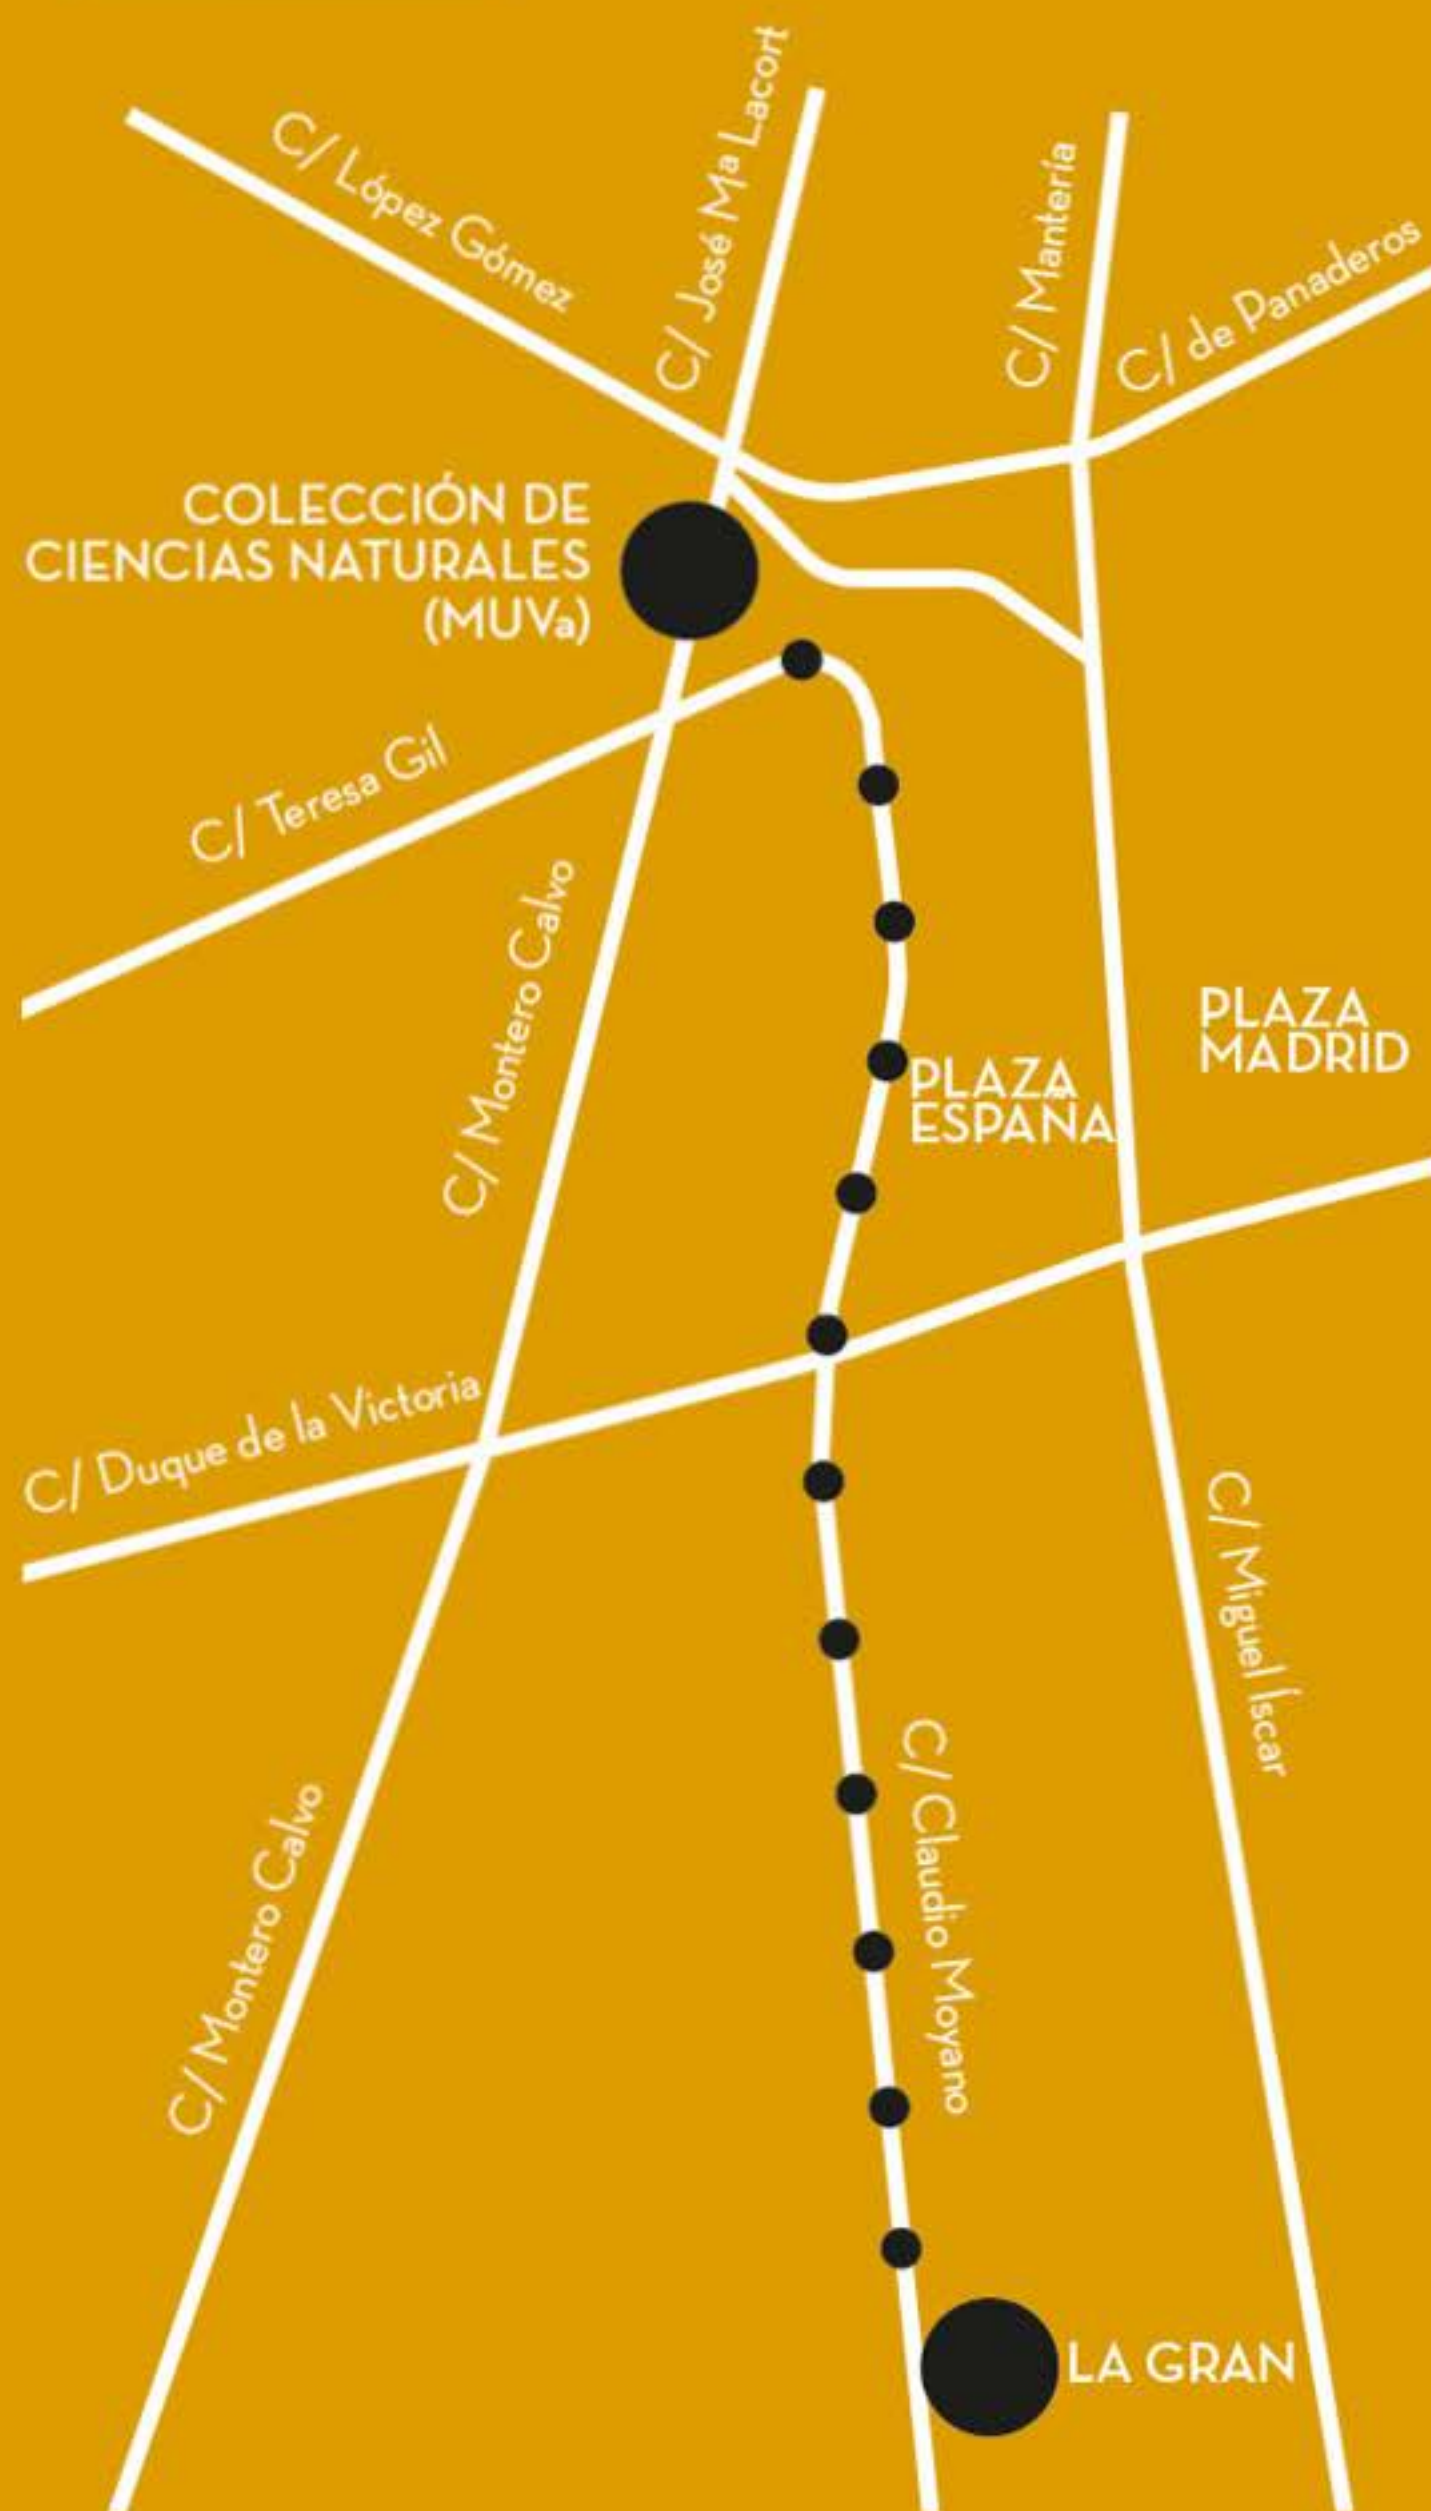 C/ López Gómez
C/ José Mª Lacort
C/ Mantería
C/ de Panaderos
COLECCIÓN DE
CIENCIAS NATURALES
(MUVa)
C/ Teresa Gil
C/ Montero Calvo
PLAZA
MADRID
PLAZA
ESPAÑA
C/ Duque de la Victoria
C/ Miguel Íscar
C/ Claudio Moyano
C/ Montero Calvo
LA GRAN